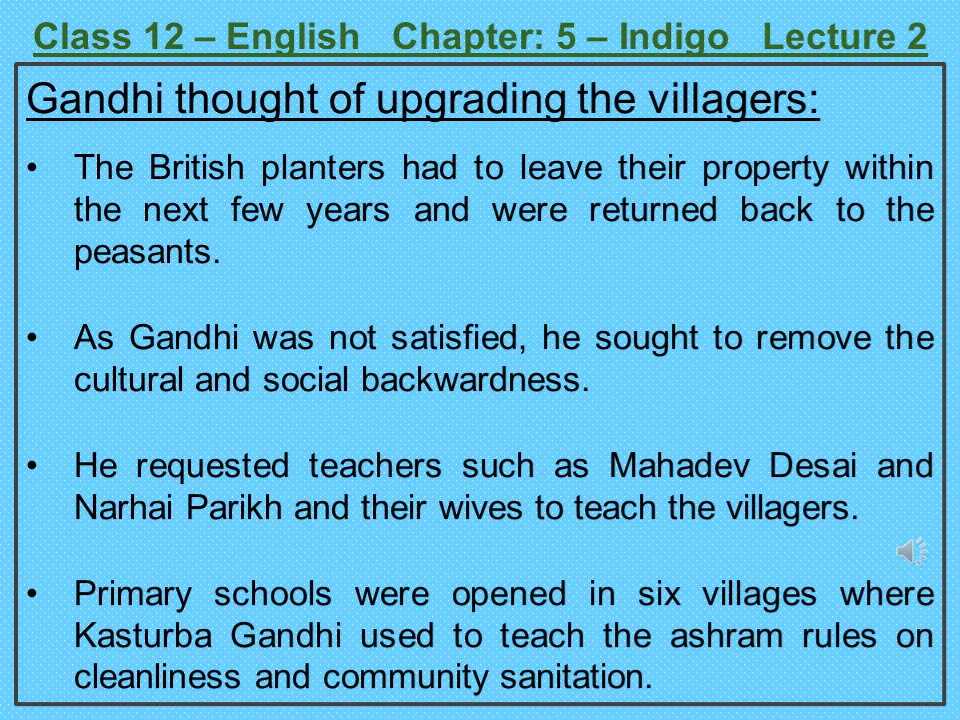 Class 12 – English   Chapter: 5 – Indigo   Lecture 2
Gandhi thought of upgrading the villagers:
• The British planters had to leave their property within
the next few years and were returned back to the
peasants.
• As Gandhi was not satisfied, he sought to remove the
cultural and social backwardness.
• He requested teachers such as Mahadev Desai and
Narhai Parikh and their wives to teach the villagers.
• Primary schools were opened in six villages where
Kasturba Gandhi used to teach the ashram rules on
cleanliness and community sanitation.